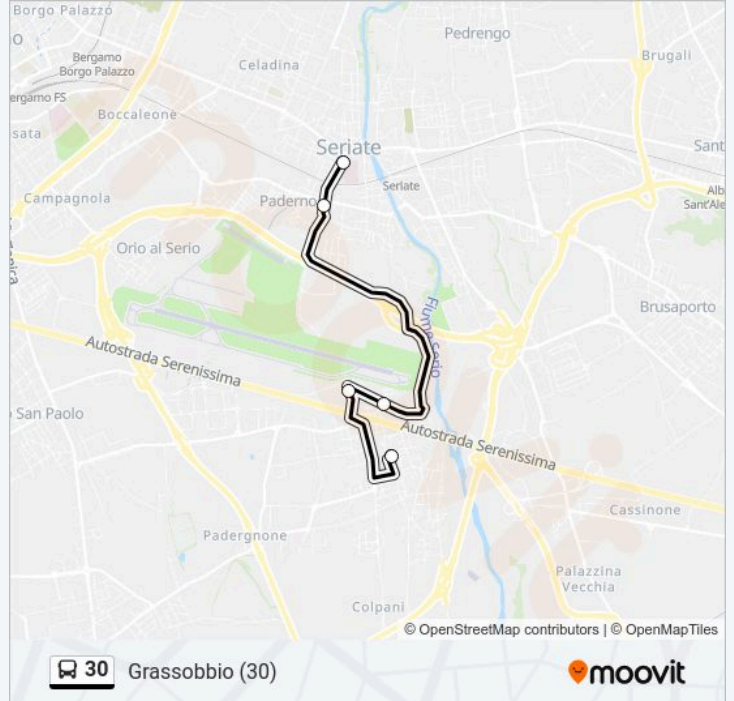 Borgo Palazzo
Pedrengo
Bergamo
Borgo Palazzo
Celadina
Brugali
ergamo FS
Boccaleone
sata
Seriate
Sant
Seriate
Campagnola
Paderno
Alb
Sant'Ale
Orio al Serio
Fiume Serio
Brusaporto
Autostrada Serenissima
San Paolo
Autostrada Serenissima
Cassinone
Padergnone
Palazzina
Vecchia
Colpani
© OpenStreetMap contributors | © OpenMapTiles
30 Grassobbio (30)
moovit